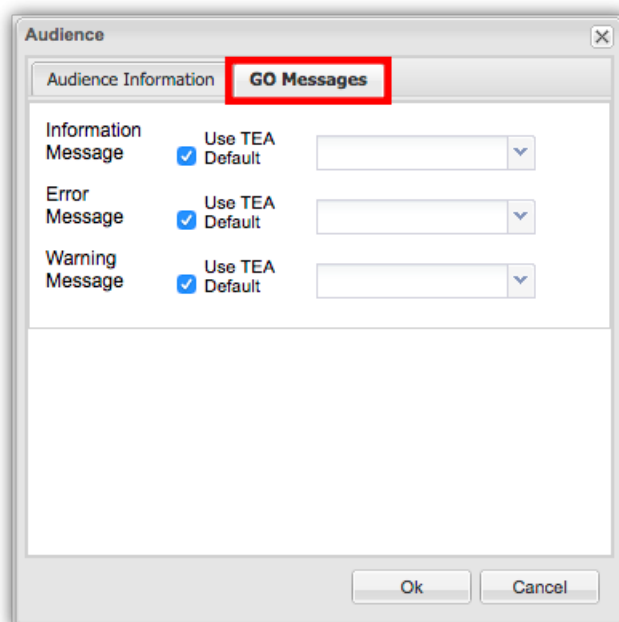 Audience
Audience Information
GO Messages
Information
Message
Use TEA
Default
Error
Message
Use TEA
Default
Warning
Message
Use TEA
Default
Ok
Cancel